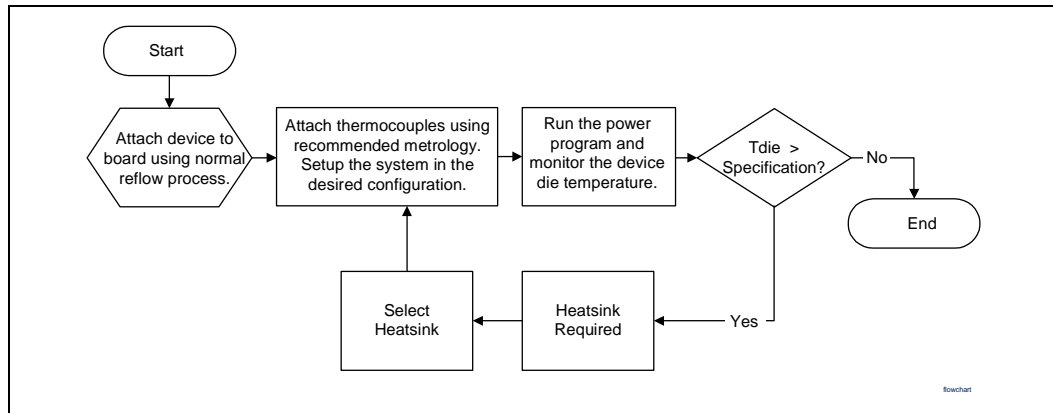 Start
Attach device to
board using normal
reflow process.
Attach thermocouples using
recommended metrology.
Setup the system in the
desired configuration.
Run the power
program and
monitor the device
die temperature.
Tdie >
Specification?
No
End
Yes
Heatsink
Required
Select
Heatsink
flowchart